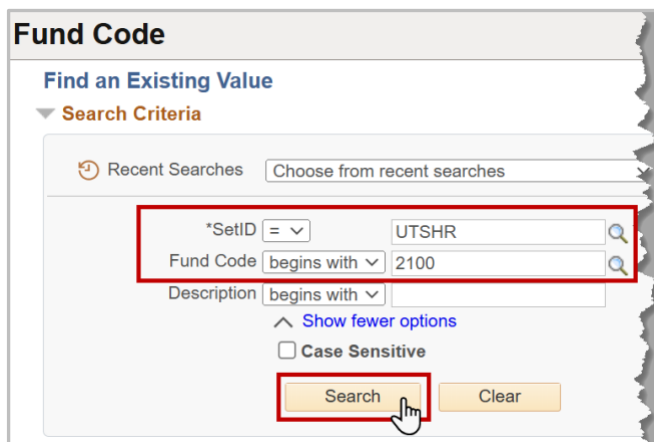 Fund Code
Find an Existing Value
Search Criteria
Recent Searches Choose from recent searches
*SetID = UTSHR
Fund Code begins with 2100
Description begins with
Show fewer options
Case Sensitive
Search Clear